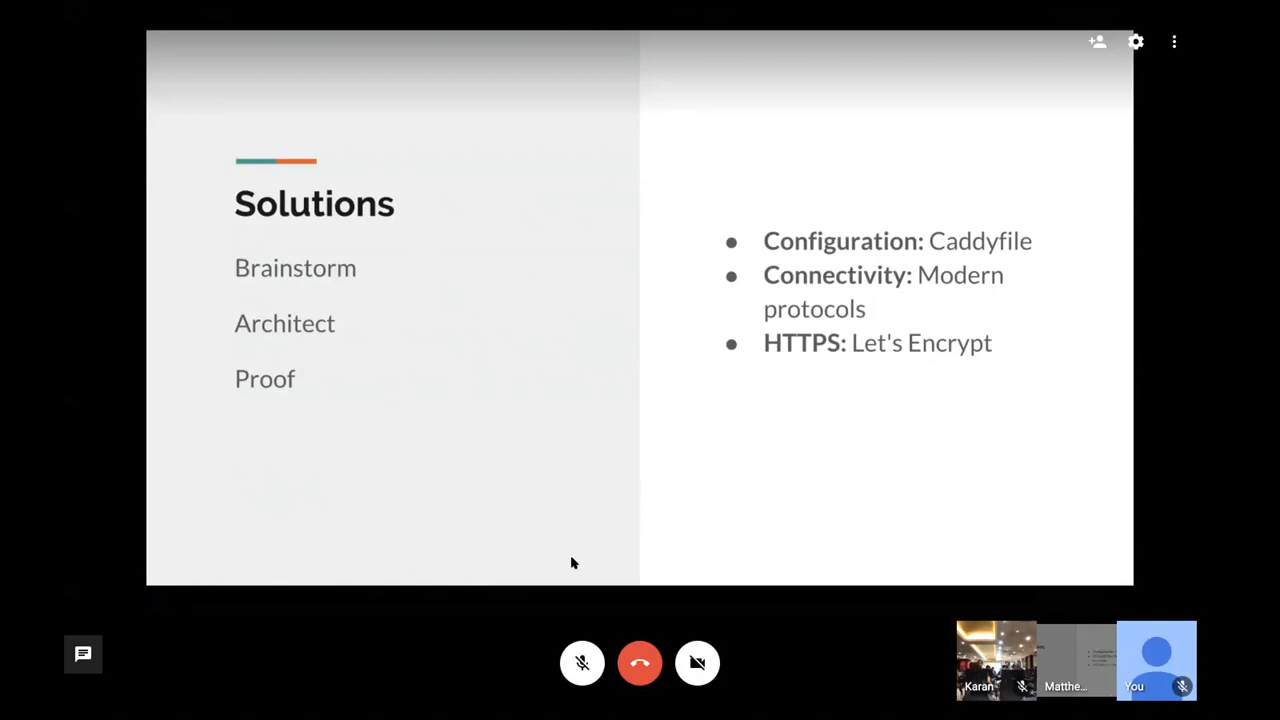 Solutions
Brainstorm
Architect
Proof
● Configuration: Caddyfile
● Connectivity: Modern
protocols
● HTTPS: Let's Encrypt
Karan
Matthe...
You